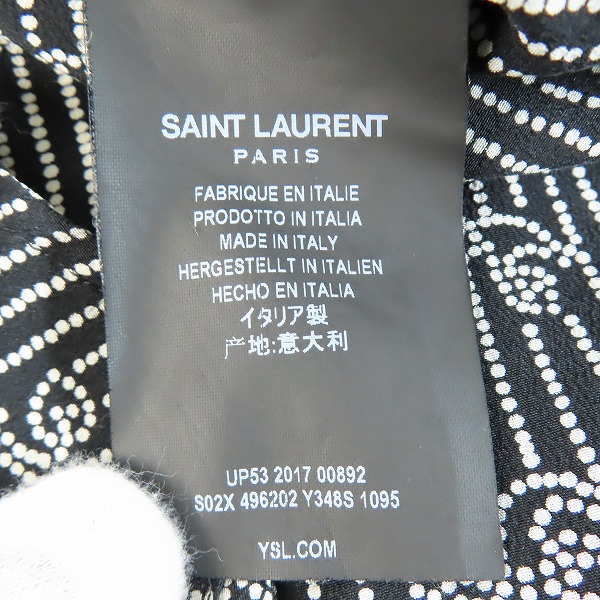 SAINT LAURENT
PARIS
FABRIQUE EN ITALIE
PRODOTTO IN ITALIA
MADE IN ITALY
HERGESTELLT IN ITALIEN
HECHO EN ITALIA
イタリア製
产地:意大利
UP53 2017 00892
S02X 496202 Y348S 1095
YSL.COM